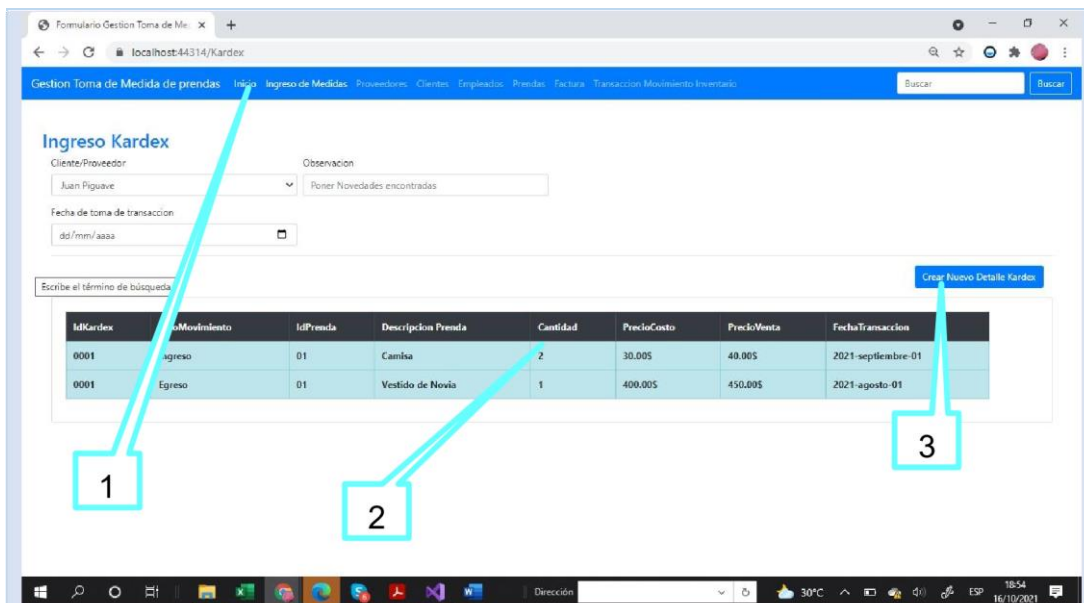 Formulario Gestion Toma de Me
localhost:44314/Kardex
Gestion Toma de Medida de prendas Inicio Ingreso de Medidas Proveedores Clientes Empleados Prendas Factura Transaccion Movimiento Inventario Buscar Buscar
Ingreso Kardex
Cliente/Proveedor Observacion
Juan Piguave Poner Novedades encontradas
Fecha de toma de transaccion
dd/mm/aaaa
Crear Nuevo Detalle Kardex
Escribe el término de búsqueda
IdKardex oMovimiento IdPrenda Descripcion Prenda Cantidad PrecioCosto PrecioVenta FechaTransaccion
0001 ngreso 01 Camisa 2 30.00$ 40.00$ 2021-septiembre-01
0001 Egreso 01 Vestido de Novia 1 400.00$ 450.00$ 2021-agosto-01
3
1
2
Dirección 30°C ESP 18:54
16/10/2021